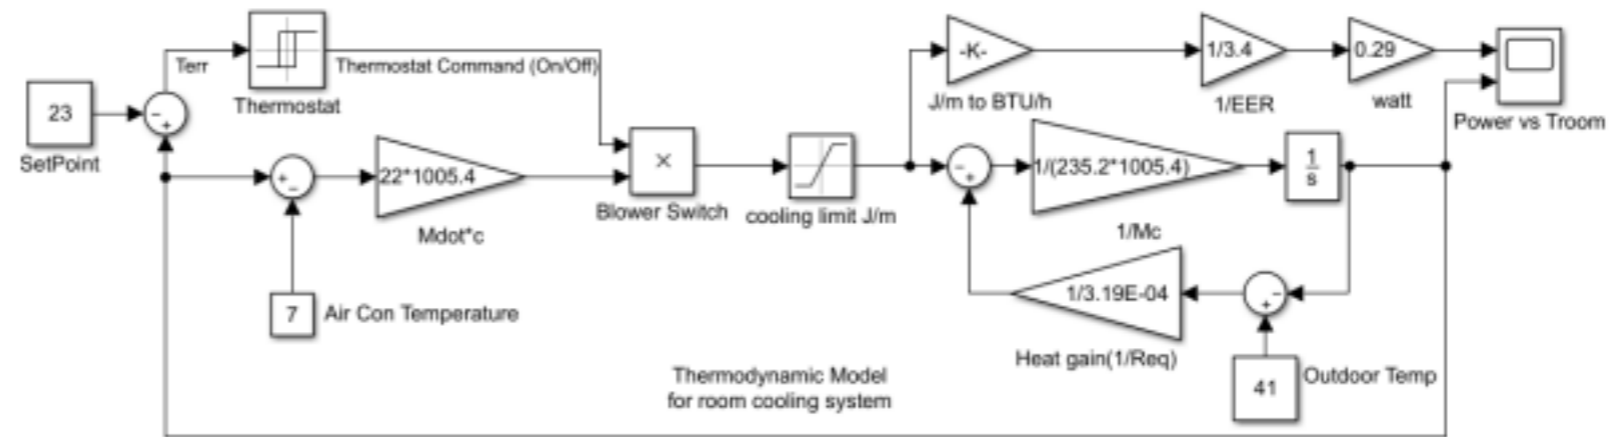 Terr
Thermostat
Thermostat Command (On/Off)
23
SetPoint
22*1005.4
Mdot*c
7
Air Con Temperature
×
Blower Switch
cooling limit J/m
-K-
J/m to BTU/h
1/3.4
1/EER
0.29
watt
Power vs Troom
1/(235.2*1005.4)
1/Mc
1
s
1/3.19E-04
Heat gain(1/Req)
41
Outdoor Temp
Thermodynamic Model
for room cooling system